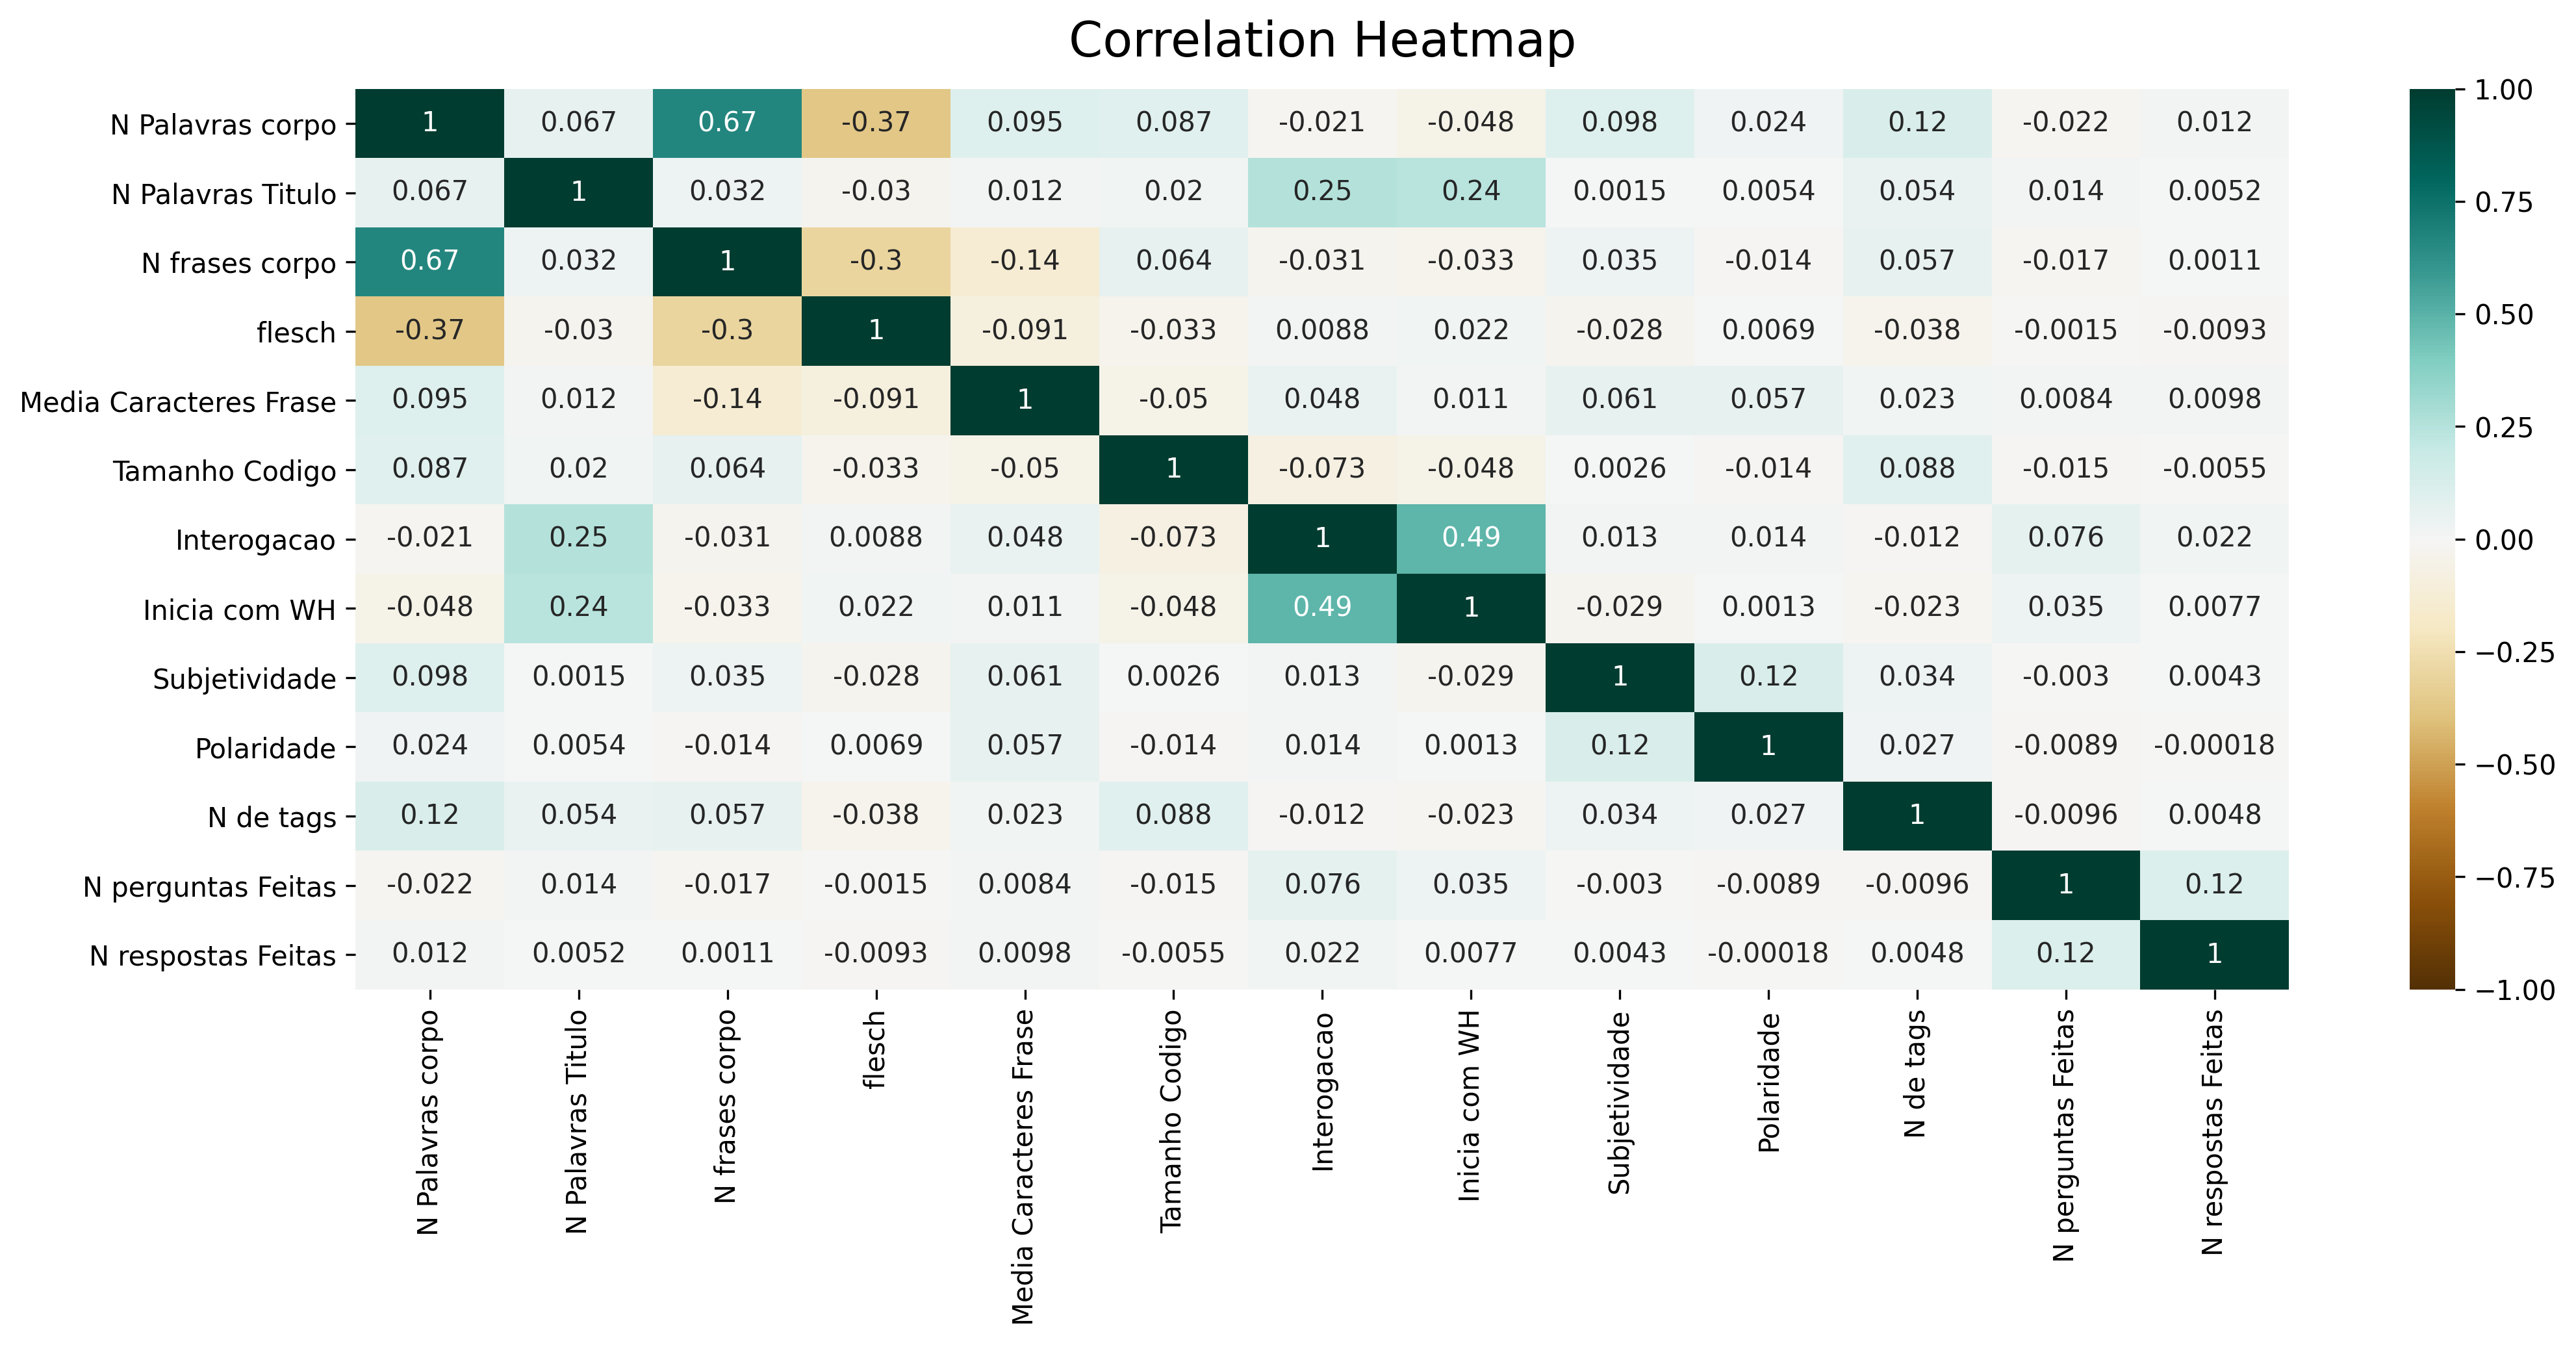 Correlation Heatmap
N Palavras corpo 1 0.067 0.67 -0.37 0.095 0.087 -0.021 -0.048 0.098 0.024 0.12 -0.022 0.012
N Palavras Titulo 0.067 1 0.032 -0.03 0.012 0.02 0.25 0.24 0.0015 0.0054 0.054 0.014 0.0052
N frases corpo 0.67 0.032 1 -0.3 -0.14 0.064 -0.031 -0.033 0.035 -0.014 0.057 -0.017 0.0011
flesch -0.37 -0.03 -0.3 1 -0.091 -0.033 0.0088 0.022 -0.028 0.0069 -0.038 -0.0015 -0.0093
Media Caracteres Frase 0.095 0.012 -0.14 -0.091 1 -0.05 0.048 0.011 0.061 0.057 0.023 0.0084 0.0098
Tamanho Codigo 0.087 0.02 0.064 -0.033 -0.05 1 -0.073 -0.048 0.0026 -0.014 0.088 -0.015 -0.0055
Interogacao -0.021 0.25 -0.031 0.0088 0.048 -0.073 1 0.49 0.013 0.014 -0.012 0.076 0.022
Inicia com WH -0.048 0.24 -0.033 0.022 0.011 -0.048 0.49 1 -0.029 0.0013 -0.023 0.035 0.0077
Subjetividade 0.098 0.0015 0.035 -0.028 0.061 0.0026 0.013 -0.029 1 0.12 0.034 -0.003 0.0043
Polaridade 0.024 0.0054 -0.014 0.0069 0.057 -0.014 0.014 0.0013 0.12 1 0.027 -0.0089 -0.00018
N de tags 0.12 0.054 0.057 -0.038 0.023 0.088 -0.012 -0.023 0.034 0.027 1 -0.0096 0.0048
N perguntas Feitas -0.022 0.014 -0.017 -0.0015 0.0084 -0.015 0.076 0.035 -0.003 -0.0089 -0.0096 1 0.12
N respostas Feitas 0.012 0.0052 0.0011 -0.0093 0.0098 -0.0055 0.022 0.0077 0.0043 -0.00018 0.0048 0.12 1
N Palavras corpo
N Palavras Titulo
N frases corpo
flesch
Media Caracteres Frase
Tamanho Codigo
Interogacao
Inicia com WH
Subjetividade
Polaridade
N de tags
N perguntas Feitas
N respostas Feitas
1.00
0.75
0.50
0.25
0.00
−0.25
−0.50
−0.75
−1.00